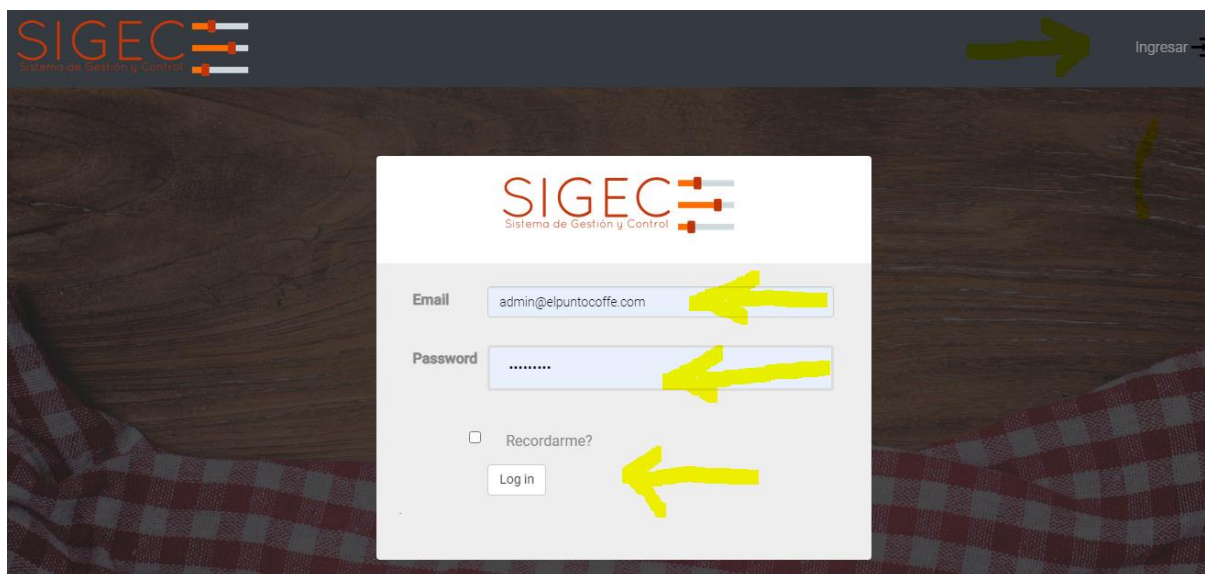 SIGEC
Sistema de Gestión y Control
Ingresar
SIGEC
Sistema de Gestión y Control
Email
admin@elpuntocoffe.com
Password
.........
Recordarme?
Log in